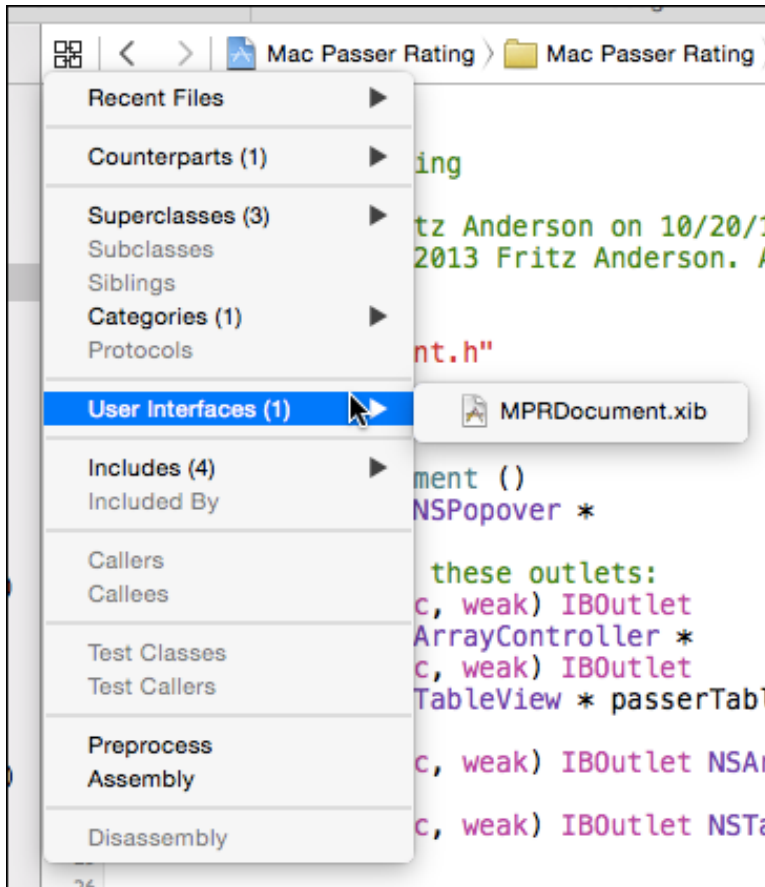 Mac Passer Rating Mac Passer Rating
Recent Files
Counterparts (1)
ing
Superclasses (3)
tz Anderson on 10/20/1
Subclasses
2013 Fritz Anderson. A
Siblings
Categories (1)
Protocols
nt.h"
User Interfaces (1)
MPRDocument.xib
Includes (4)
ment ()
Included By
NSPopover *
Callers
these outlets:
Callees
c, weak) IBOutlet
ArrayController *
Test Classes
c, weak) IBOutlet
Test Callers
TableView * passerTabl
Preprocess
c, weak) IBOutlet NSAr
Assembly
c, weak) IBOutlet NSTa
Disassembly